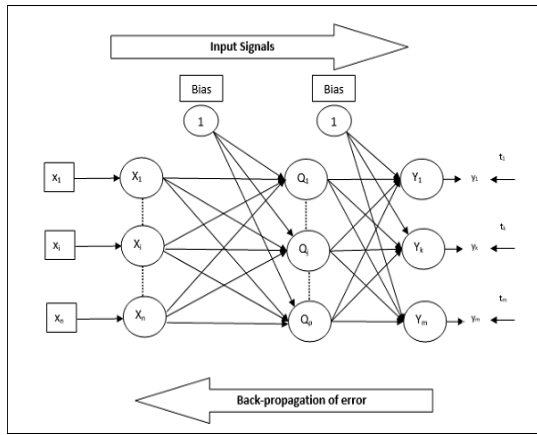 Input Signals
Bias Bias
1 1
x₁ X₁ Q₁ Y₁ y₁ t₁
xᵢ Xᵢ Qⱼ Yₖ yₖ tₖ
xₙ Xₙ Qₚ Yₘ yₘ tₘ
Back-propagation of error